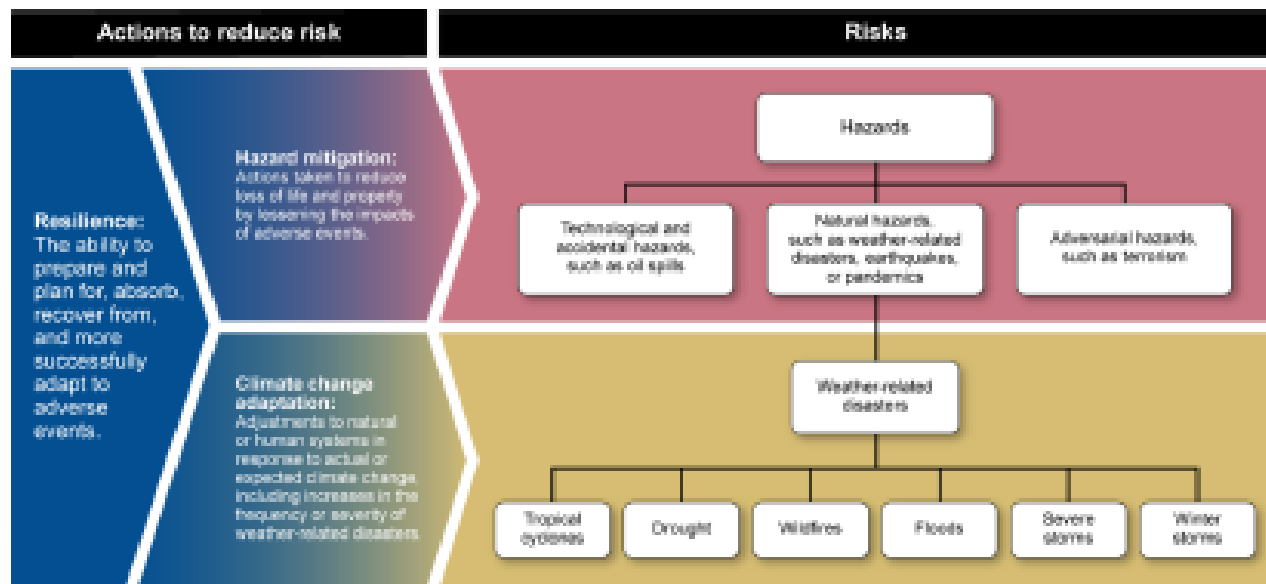 Actions to reduce risk
Risks
Resilience:
The ability to
prepare and
plan for, absorb,
recover from,
and more
successfully
adapt to
adverse
events.
Hazard mitigation:
Actions taken to reduce
loss of life and property
by lessening the impacts
of adverse events.
Climate change
adaptation:
Adjustments to natural
or human systems in
response to actual or
expected climate change,
including increases in the
frequency or severity of
weather-related disasters.
Hazards
Technological and
accidental hazards,
such as oil spills
Natural hazards,
such as weather-related
disasters, earthquakes,
or pandemics
Adversarial hazards,
such as terrorism
Weather-related
disasters
Tropical
cyclones
Drought
Wildfires
Floods
Severe
storms
Winter
storms